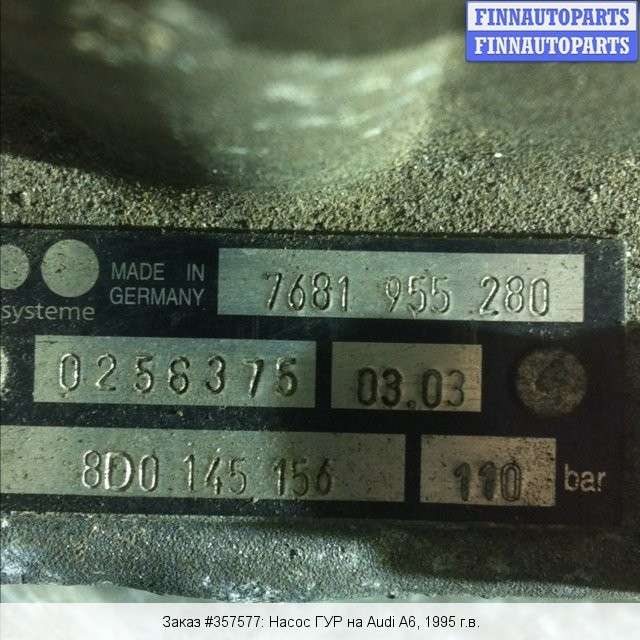 FINNAUTOPARTS
FINNAUTOPARTS
MADE IN
GERMANY
7681 955 280
systeme
0256375
03.03
8D0 145 156
110 bar
Заказ #357577: Насос ГУР на Audi A6, 1995 г.в.